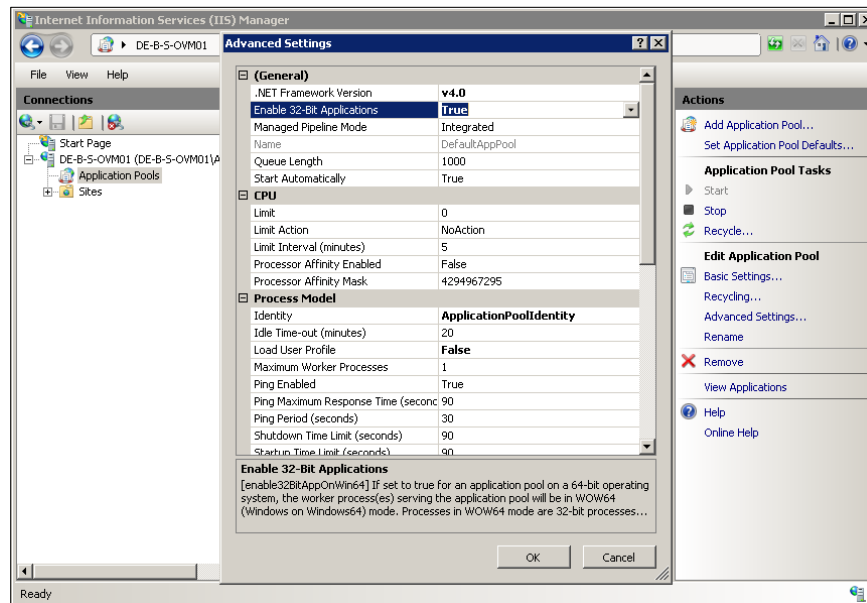 Internet Information Services (IIS) Manager
DE-B-S-OVM01
File View Help
Connections
Start Page
DE-B-S-OVM01 (DE-B-S-OVM01\A
Application Pools
Sites
Ready
Advanced Settings
(General)
.NET Framework Version v4.0
Enable 32-Bit Applications True
Managed Pipeline Mode Integrated
Name DefaultAppPool
Queue Length 1000
Start Automatically True
CPU
Limit 0
Limit Action NoAction
Limit Interval (minutes) 5
Processor Affinity Enabled False
Processor Affinity Mask 4294967295
Process Model
Identity ApplicationPoolIdentity
Idle Time-out (minutes) 20
Load User Profile False
Maximum Worker Processes 1
Ping Enabled True
Ping Maximum Response Time (second 90
Ping Period (seconds) 30
Shutdown Time Limit (seconds) 90
Startup Time Limit (seconds) 90
Enable 32-Bit Applications
[enable32BitAppOnWin64] If set to true for an application pool on a 64-bit operating
system, the worker process(es) serving the application pool will be in WOW64
(Windows on Windows64) mode. Processes in WOW64 mode are 32-bit processes...
OK Cancel
Actions
Add Application Pool...
Set Application Pool Defaults...
Application Pool Tasks
Start
Stop
Recycle...
Edit Application Pool
Basic Settings...
Recycling...
Advanced Settings...
Rename
Remove
View Applications
Help
Online Help